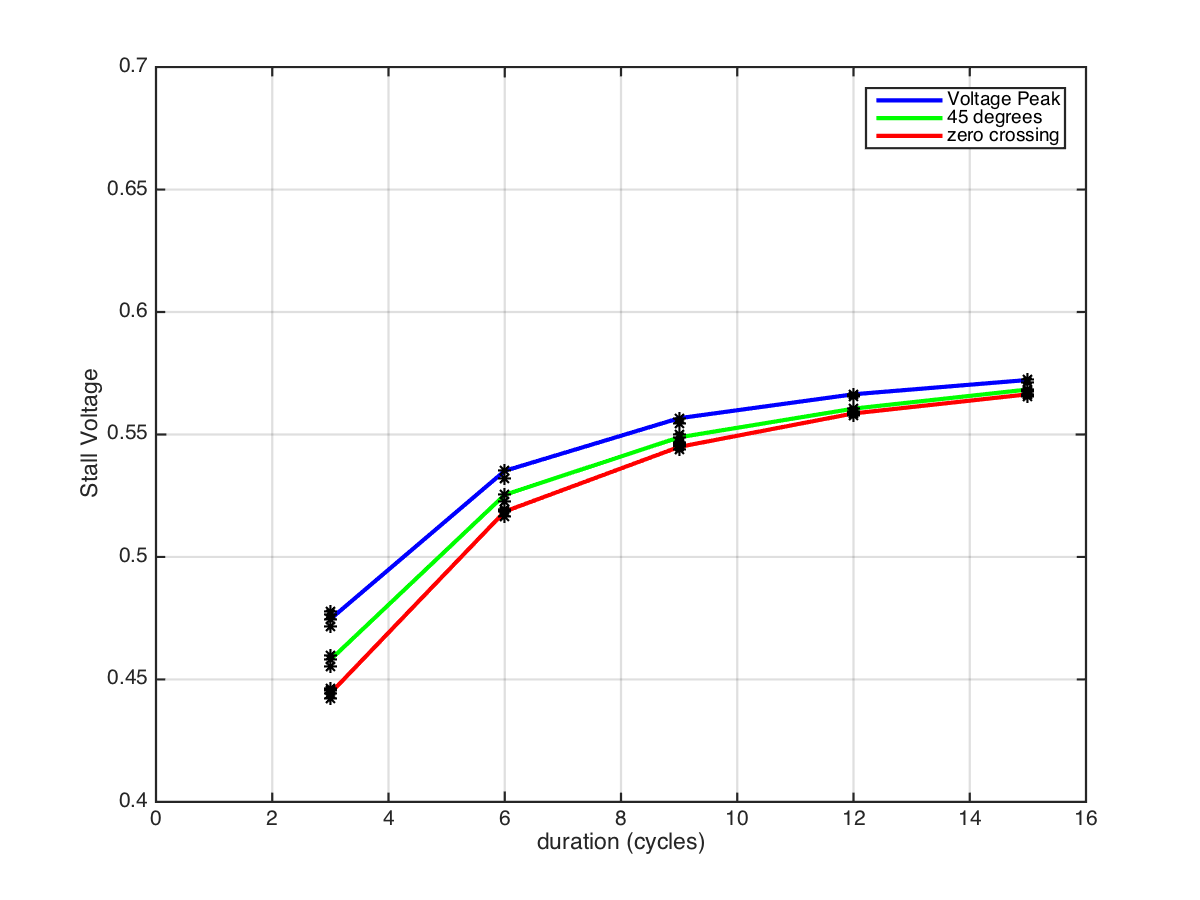 0.7
0.65
0.6
0.55
0.5
0.45
0.4
Stall Voltage
0 2 4 6 8 10 12 14 16
duration (cycles)
Voltage Peak
45 degrees
zero crossing